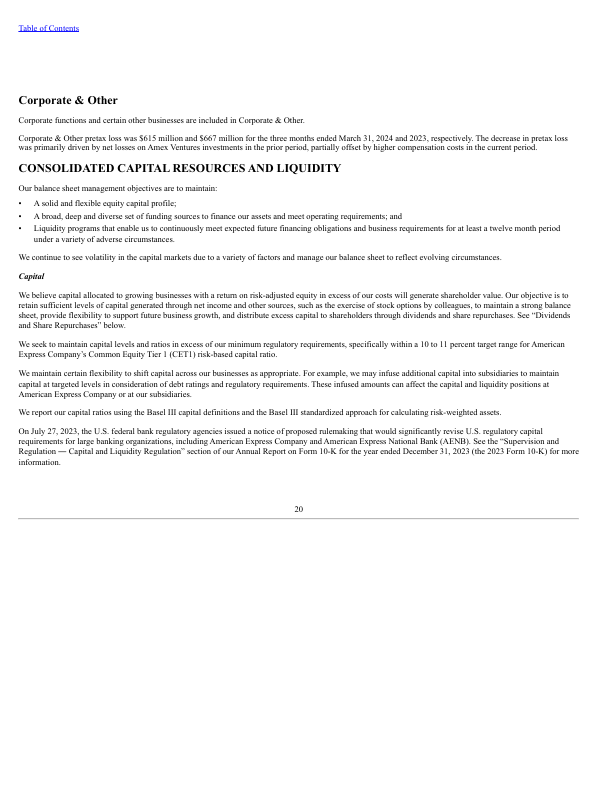 Table of Contents
Corporate & Other
Corporate functions and certain other businesses are included in Corporate & Other.
Corporate & Other pretax loss was $615 million and $667 million for the three months ended March 31, 2024 and 2023, respectively. The decrease in pretax loss
was primarily driven by net losses on Amex Ventures investments in the prior period, partially offset by higher compensation costs in the current period.
CONSOLIDATED CAPITAL RESOURCES AND LIQUIDITY
Our balance sheet management objectives are to maintain:
• A solid and flexible equity capital profile;
• A broad, deep and diverse set of funding sources to finance our assets and meet operating requirements; and
• Liquidity programs that enable us to continuously meet expected future financing obligations and business requirements for at least a twelve month period
under a variety of adverse circumstances.
We continue to see volatility in the capital markets due to a variety of factors and manage our balance sheet to reflect evolving circumstances.
Capital
We believe capital allocated to growing businesses with a return on risk-adjusted equity in excess of our costs will generate shareholder value. Our objective is to
retain sufficient levels of capital generated through net income and other sources, such as the exercise of stock options by colleagues, to maintain a strong balance
sheet, provide flexibility to support future business growth, and distribute excess capital to shareholders through dividends and share repurchases. See “Dividends
and Share Repurchases” below.
We seek to maintain capital levels and ratios in excess of our minimum regulatory requirements, specifically within a 10 to 11 percent target range for American
Express Company’s Common Equity Tier 1 (CET1) risk-based capital ratio.
We maintain certain flexibility to shift capital across our businesses as appropriate. For example, we may infuse additional capital into subsidiaries to maintain
capital at targeted levels in consideration of debt ratings and regulatory requirements. These infused amounts can affect the capital and liquidity positions at
American Express Company or at our subsidiaries.
We report our capital ratios using the Basel III capital definitions and the Basel III standardized approach for calculating risk-weighted assets.
On July 27, 2023, the U.S. federal bank regulatory agencies issued a notice of proposed rulemaking that would significantly revise U.S. regulatory capital
requirements for large banking organizations, including American Express Company and American Express National Bank (AENB). See the “Supervision and
Regulation — Capital and Liquidity Regulation” section of our Annual Report on Form 10-K for the year ended December 31, 2023 (the 2023 Form 10-K) for more
information.
20